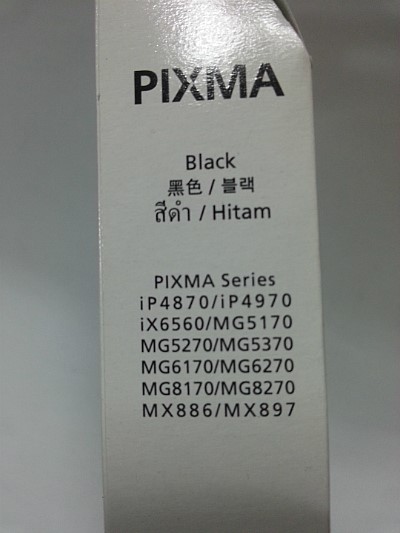 PIXMA
Black
黑色 / 블랙
สีดำ / Hitam
PIXMA Series
iP4870/iP4970
iX6560/MG5170
MG5270/MG5370
MG6170/MG6270
MG8170/MG8270
MX886/MX897